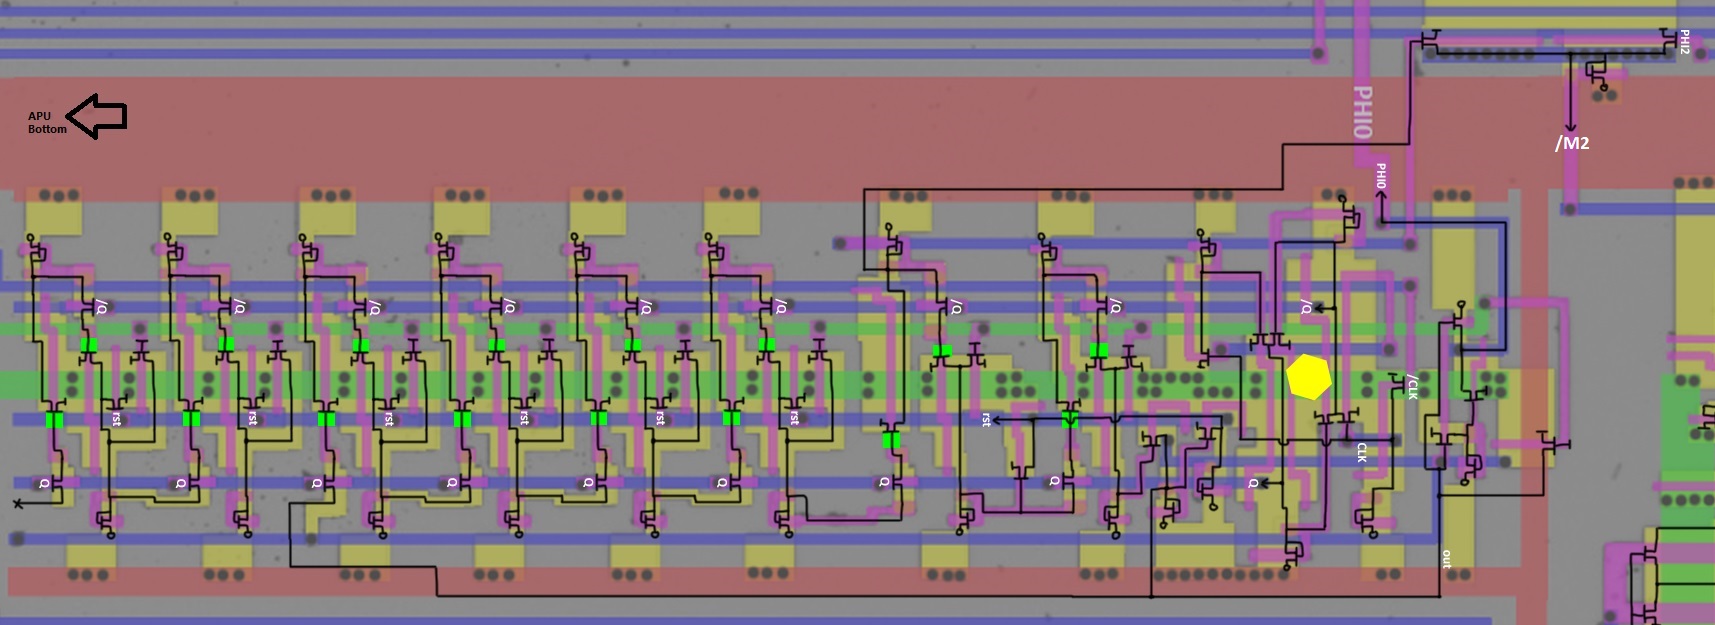 PHI2
APU
Bottom
PHI0
/M2
PHI0
/Q
/Q
/Q
/Q
/Q
/Q
/Q
/Q
/Q
/CLK
rst
rst
rst
rst
rst
rst
rst
CLK
Q
Q
Q
Q
Q
Q
Q
Q
Q
out